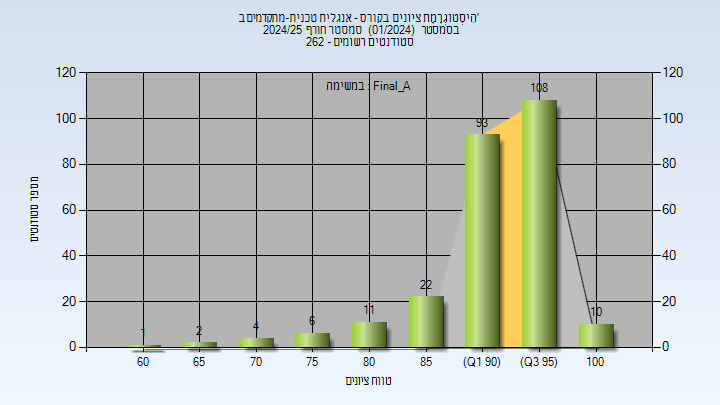 הִיסְטוֹגְרָמַת ציונים בקורס - אנגלית טכנית-מתקדמים ב'
בסמסטר (01/2024) סמסטר חורף 2024/25
סטודנטים רשומים - 262
במשימה : Final_A
מספר סטודנטים
120 120
100 100
80 80
60 60
40 40
20 20
0 0
1 2 4 6 11 22 93 108 10
60 65 70 75 80 85 (Q1 90) (Q3 95) 100
טווח ציונים